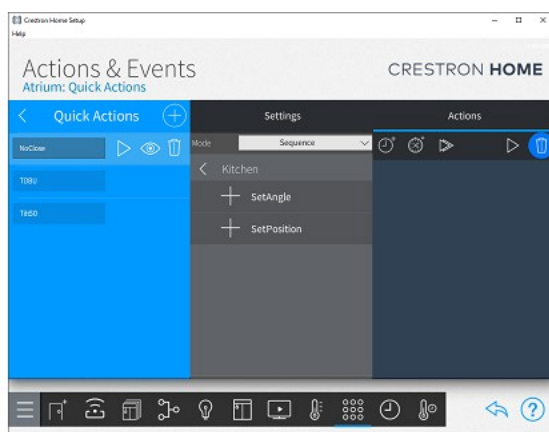 Crestron Home Setup
Help
Actions & Events
Atrium: Quick Actions
CRESTRON HOME
Quick Actions
Settings
Actions
NoClose
Mode
Sequence
Kitchen
TDBU
SetAngle
SetPosition